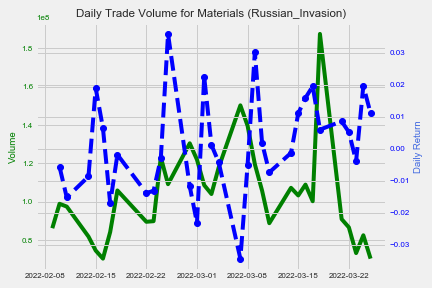 Daily Trade Volume for Materials (Russian_Invasion)
1e8
1.8
1.6
1.4
1.2
1.0
0.8
Volume
0.03
0.02
0.01
0.00
−0.01
−0.02
−0.03
Daily Return
2022-02-08 2022-02-15 2022-02-22 2022-03-01 2022-03-08 2022-03-15 2022-03-22